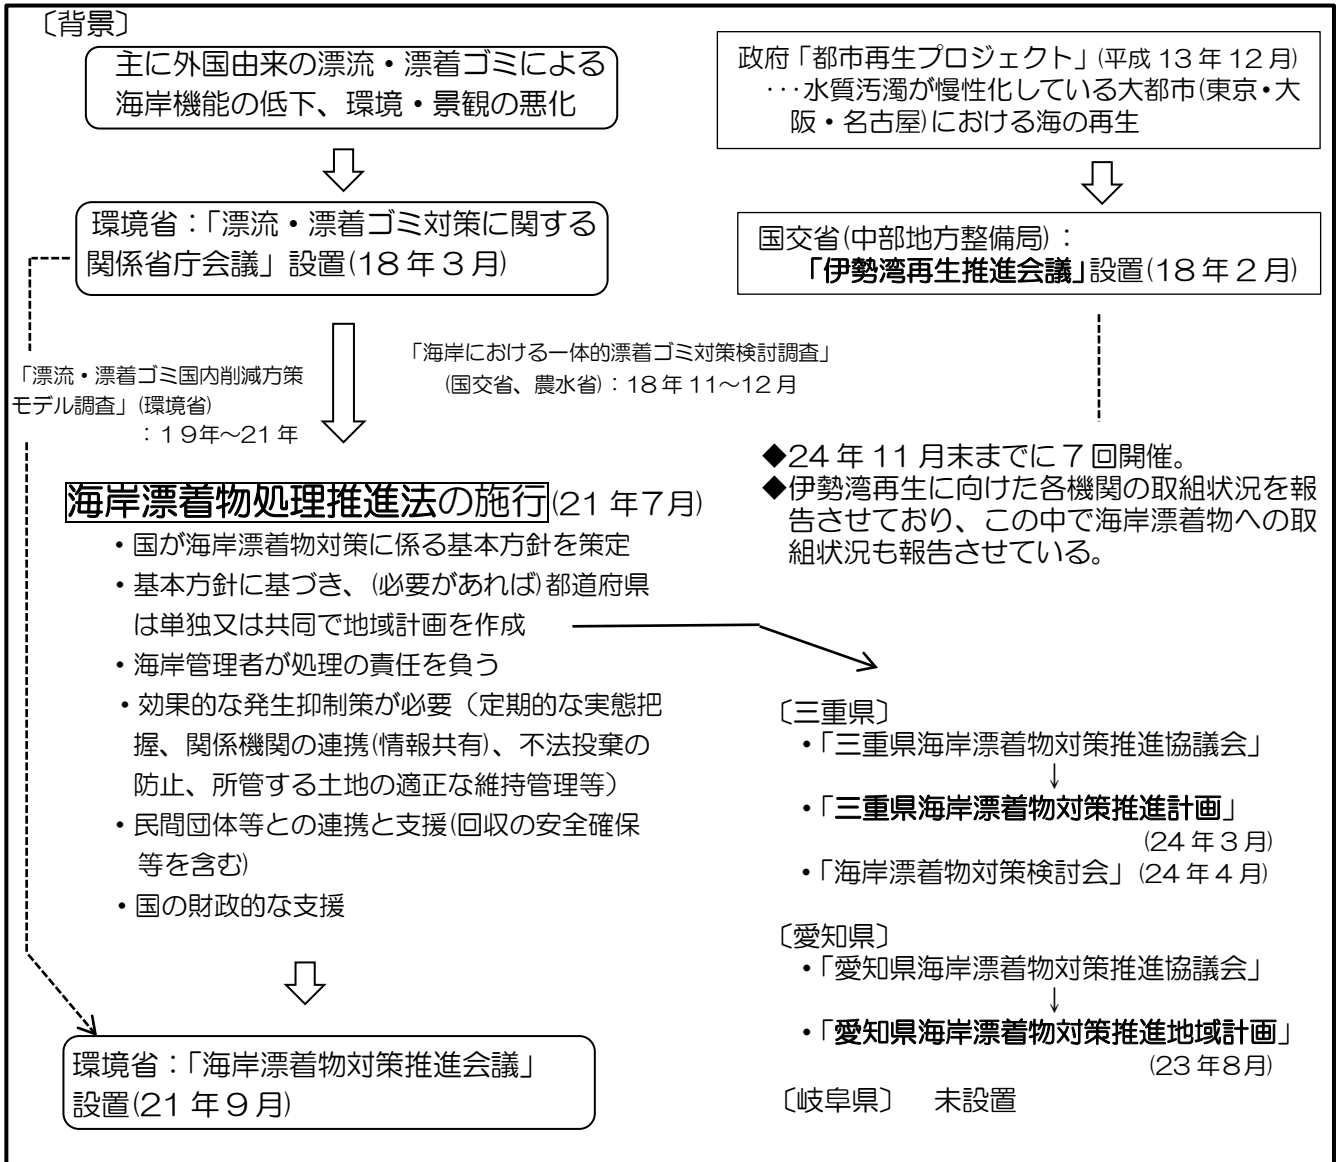 〔背景〕
主に外国由来の漂流・漂着ゴミによる
海岸機能の低下、環境・景観の悪化
環境省：「漂流・漂着ゴミ対策に関する
関係省庁会議」設置(18年3月)
「漂流・漂着ゴミ国内削減方策
モデル調査」(環境省)
：19年～21年
「海岸における一体的漂着ゴミ対策検討調査」
(国交省、農水省)：18年11～12月
海岸漂着物処理推進法の施行(21年7月)
・国が海岸漂着物対策に係る基本方針を策定
・基本方針に基づき、(必要があれば)都道府県
は単独又は共同で地域計画を作成
・海岸管理者が処理の責任を負う
・効果的な発生抑制策が必要（定期的な実態把
握、関係機関の連携(情報共有)、不法投棄の
防止、所管する土地の適正な維持管理等）
・民間団体等との連携と支援(回収の安全確保
等を含む)
・国の財政的な支援
環境省：「海岸漂着物対策推進会議」
設置(21年9月)
政府「都市再生プロジェクト」(平成13年12月)
・・・水質汚濁が慢性化している大都市(東京・大
阪・名古屋)における海の再生
国交省(中部地方整備局)：
「伊勢湾再生推進会議」設置(18年2月)
◆24年11月末までに7回開催。
◆伊勢湾再生に向けた各機関の取組状況を報
告させており、この中で海岸漂着物への取
組状況も報告させている。
〔三重県〕
・「三重県海岸漂着物対策推進協議会」
↓
・「三重県海岸漂着物対策推進計画」
(24年3月)
・「海岸漂着物対策検討会」(24年4月)
〔愛知県〕
・「愛知県海岸漂着物対策推進協議会」
↓
・「愛知県海岸漂着物対策推進地域計画」
(23年8月)
〔岐阜県〕　未設置